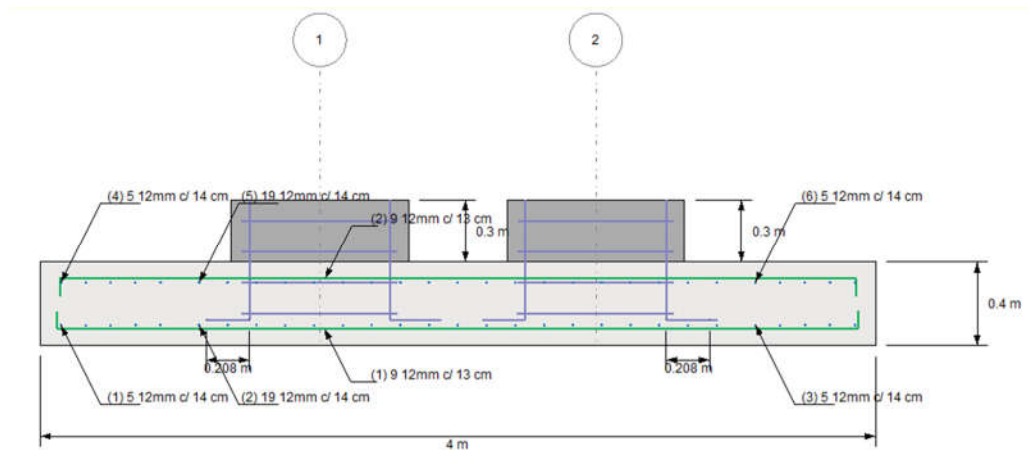 1
2
(4) 5 12mm c/ 14 cm
(5) 19 12mm c/ 14 cm
(6) 5 12mm c/ 14 cm
(2) 9 12mm c/ 13 cm
0.3 m
0.3 m
0.4 m
0.208 m
(1) 9 12mm c/ 13 cm
0.208 m
(1) 5 12mm c/ 14 cm
(2) 19 12mm c/ 14 cm
(3) 5 12mm c/ 14 cm
4 m